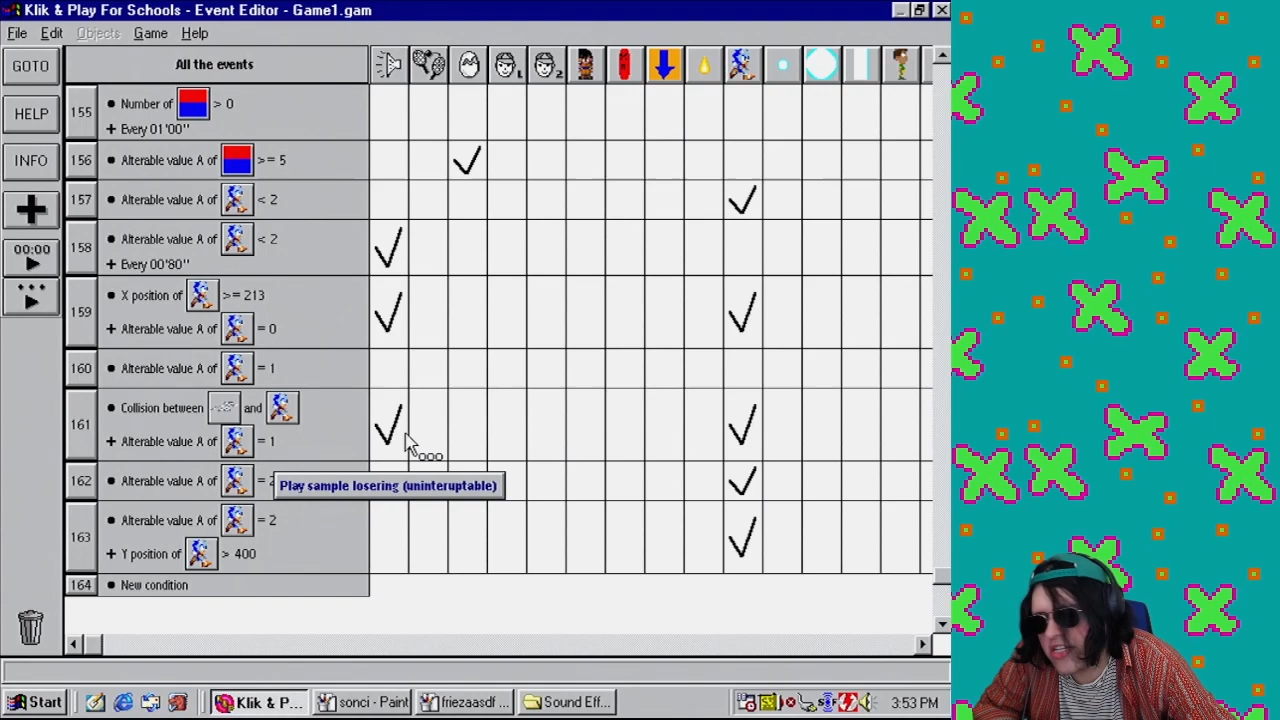 Klik & Play For Schools - Event Editor - Game1.gam
File Edit Objects Game Help
GOTO
All the events
1
2
HELP
INFO
00:00
155
Number of > 0
+ Every 01'00"
156
Alterable value A of >= 5
157
Alterable value A of < 2
158
Alterable value A of < 2
+ Every 00'80"
159
X position of >= 213
+ Alterable value A of = 0
160
Alterable value A of = 1
161
Collision between and
+ Alterable value A of = 1
162
Alterable value A of = 2
Play sample losering (uninteruptable)
163
Alterable value A of = 2
+ Y position of > 400
164
New condition
Start
Klik & P...
sonci - Paint
friezaasdf ...
Sound Eff...
3:53 PM